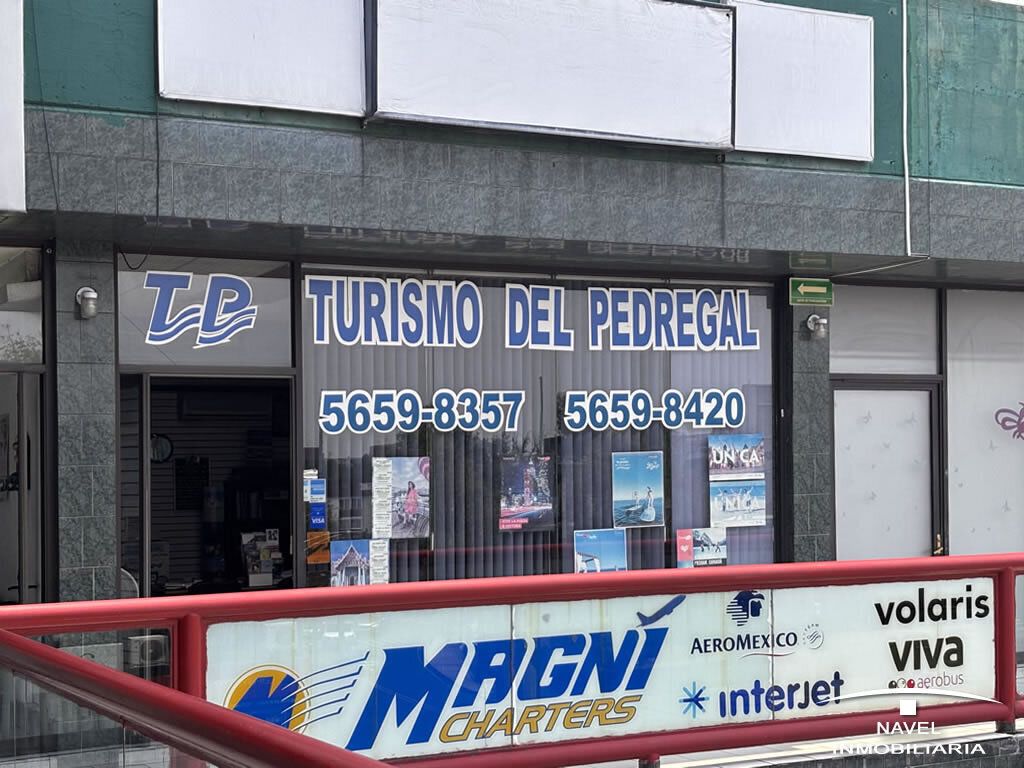 TP
TURISMO DEL PEDREGAL
5659-8357 5659-8420
VISA
UN CA
MAGNI
CHARTERS
AEROMEXICO
interjet
volaris
viva
aerobus
NAVEL
INMOBILIARIA